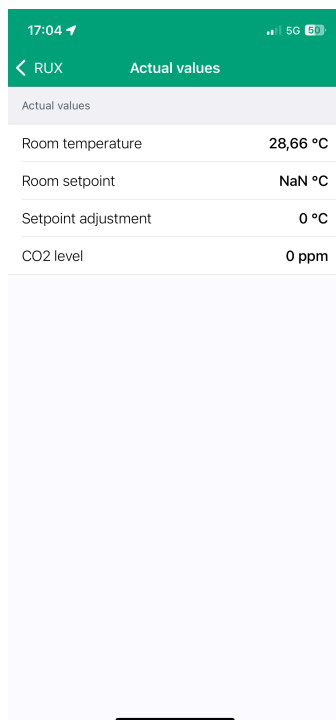 17:04 5G 50
RUX Actual values
Actual values
Room temperature 28,66 °C
Room setpoint NaN °C
Setpoint adjustment 0 °C
CO2 level 0 ppm